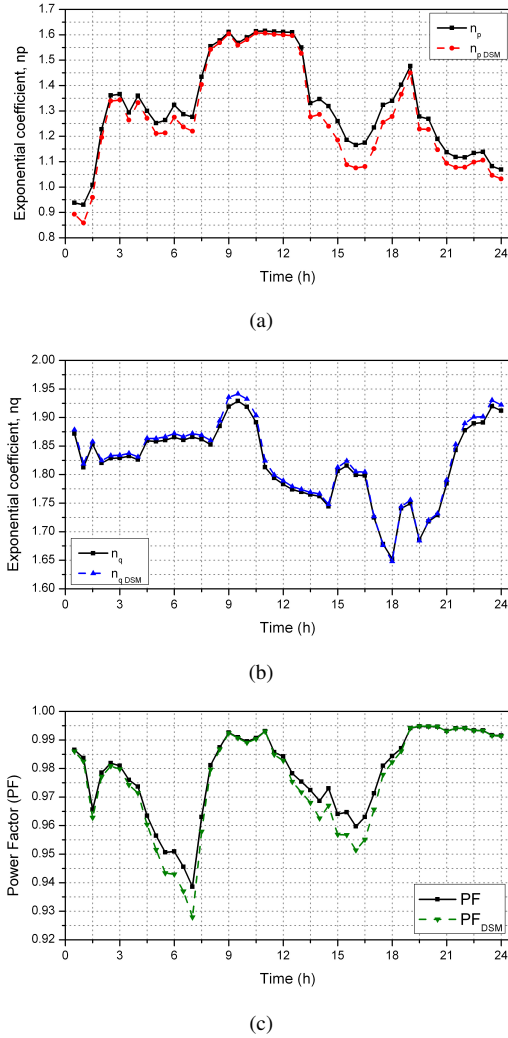 1.7
1.6
1.5
1.4
1.3
1.2
1.1
1.0
0.9
0.8
Exponential coefficient, np
n p
n p DSM
0 3 6 9 12 15 18 21 24
Time (h)
(a)
2.00
1.95
1.90
1.85
1.80
1.75
1.70
1.65
1.60
Exponential coefficient, nq
n q
n q DSM
0 3 6 9 12 15 18 21 24
Time (h)
(b)
1.00
0.99
0.98
0.97
0.96
0.95
0.94
0.93
0.92
Power Factor (PF)
PF
PF DSM
0 3 6 9 12 15 18 21 24
Time (h)
(c)